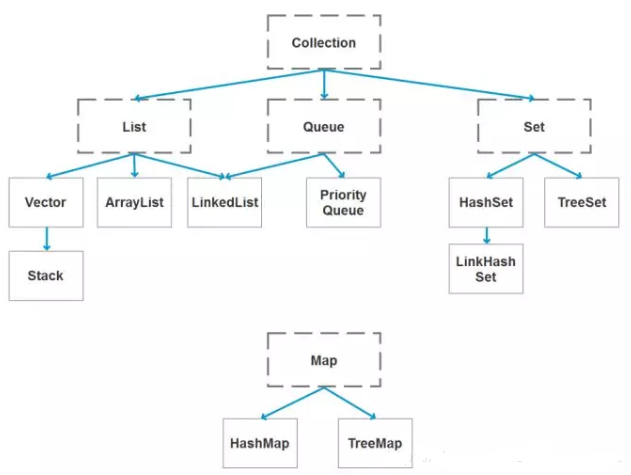 Collection
List
Queue
Set
Vector
ArrayList
LinkedList
Priority
Queue
HashSet
TreeSet
Stack
LinkHash
Set
Map
HashMap
TreeMap